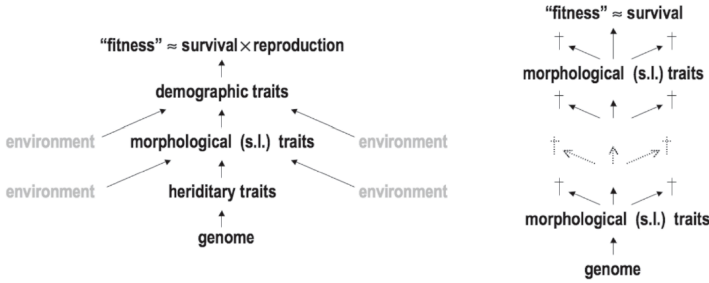 “fitness” ≈ survival×reproduction
demographic traits
environment
morphological (s.l.) traits
environment
environment
heriditary traits
environment
genome
“fitness” ≈ survival
† †
morphological (s.l.) traits
† †
† †
† †
morphological (s.l.) traits
genome